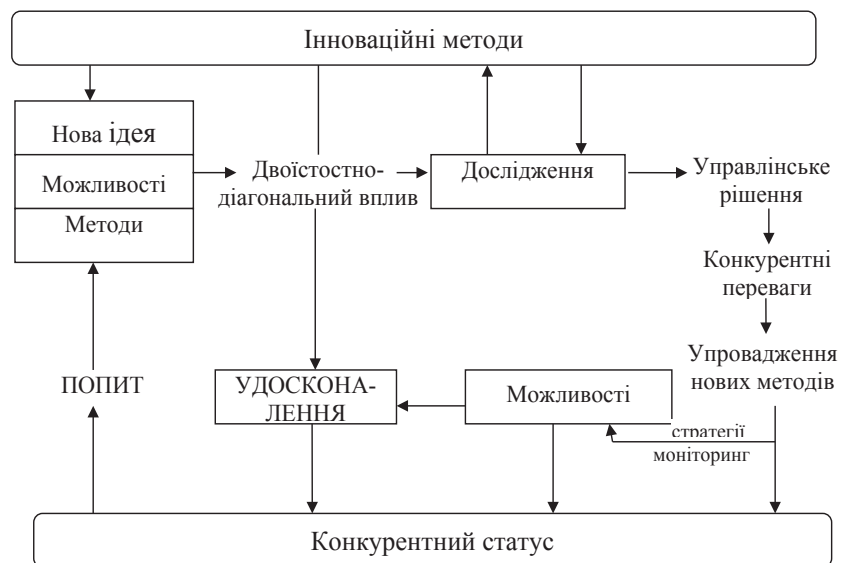 Інноваційні методи
Нова ідея
Можливості
Методи
Двоїстостно-
діагональний вплив
Дослідження
Управлінське
рішення
Конкурентні
переваги
Упровадження
нових методів
ПОПИТ
УДОСКОНА-
ЛЕННЯ
Можливості
стратегії
моніторинг
Конкурентний статус